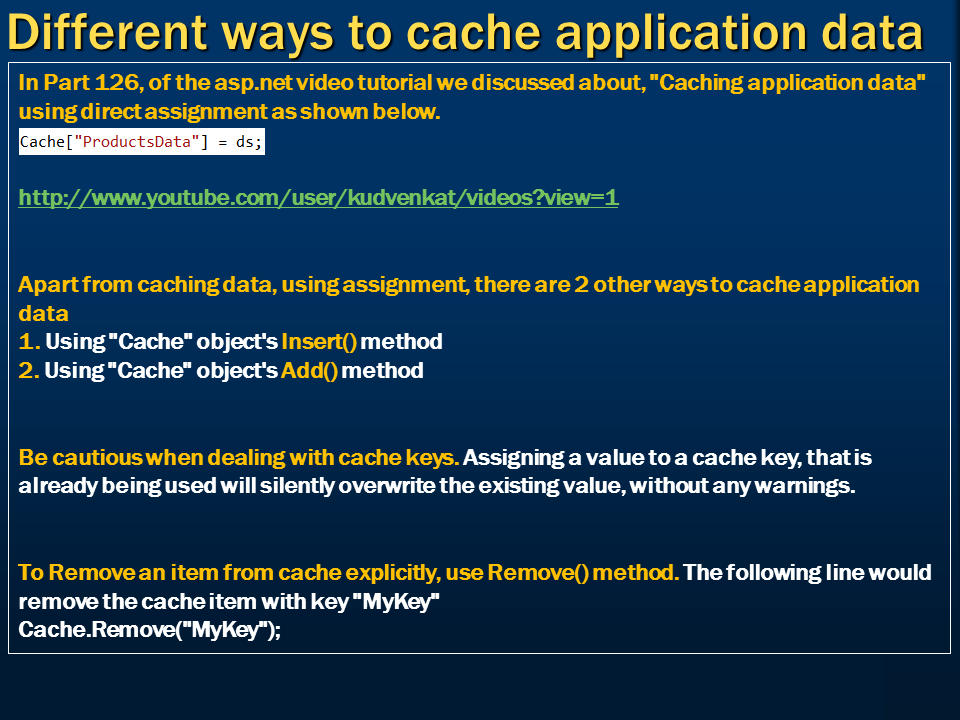 Different ways to cache application data
In Part 126, of the asp.net video tutorial we discussed about, "Caching application data"
using direct assignment as shown below.
Cache["ProductsData"] = ds;
http://www.youtube.com/user/kudvenkat/videos?view=1
Apart from caching data, using assignment, there are 2 other ways to cache application
data
1. Using "Cache" object's Insert() method
2. Using "Cache" object's Add() method
Be cautious when dealing with cache keys. Assigning a value to a cache key, that is
already being used will silently overwrite the existing value, without any warnings.
To Remove an item from cache explicitly, use Remove() method. The following line would
remove the cache item with key "MyKey"
Cache.Remove("MyKey");